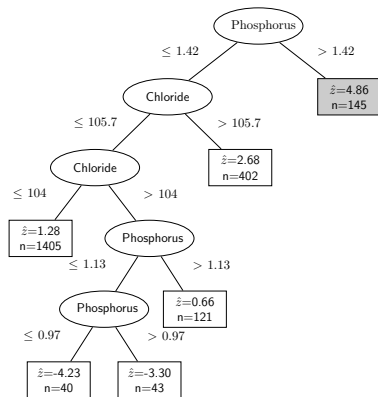 Phosphorus
≤ 1.42
> 1.42
Chloride
ẑ=4.86
n=145
≤ 105.7
> 105.7
Chloride
ẑ=2.68
n=402
≤ 104
> 104
ẑ=1.28
n=1405
Phosphorus
≤ 1.13
> 1.13
Phosphorus
ẑ=0.66
n=121
≤ 0.97
> 0.97
ẑ=-4.23
n=40
ẑ=-3.30
n=43